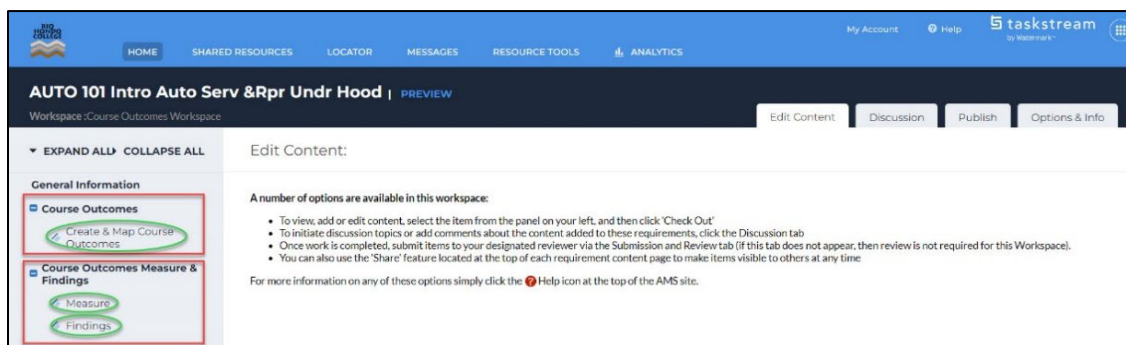 RIO HONDO COLLEGE
My Account Help taskstream
by Watermark™
HOME SHARED RESOURCES LOCATOR MESSAGES RESOURCE TOOLS ANALYTICS
AUTO 101 Intro Auto Serv &Rpr Undr Hood | PREVIEW
Workspace :Course Outcomes Workspace
Edit Content Discussion Publish Options & Info
EXPAND ALL COLLAPSE ALL
Edit Content:
General Information
Course Outcomes
Create & Map Course
Outcomes
Course Outcomes Measure &
Findings
Measure
Findings
A number of options are available in this workspace:
• To view, add or edit content, select the item from the panel on your left, and then click 'Check Out'
• To initiate discussion topics or add comments about the content added to these requirements, click the Discussion tab
• Once work is completed, submit items to your designated reviewer via the Submission and Review tab (if this tab does not appear, then review is not required for this Workspace).
• You can also use the 'Share' feature located at the top of each requirement content page to make items visible to others at any time
For more information on any of these options simply click the ? Help icon at the top of the AMS site.